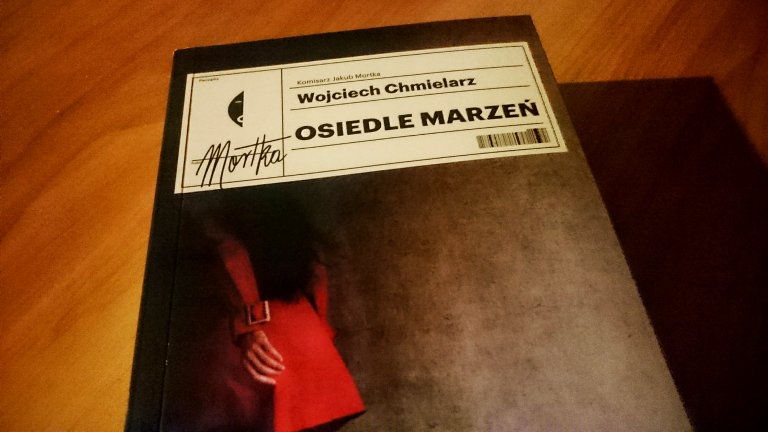 Komisarz Jakub Mortka
Wojciech Chmielarz
OSIEDLE MARZEŃ
Mortka